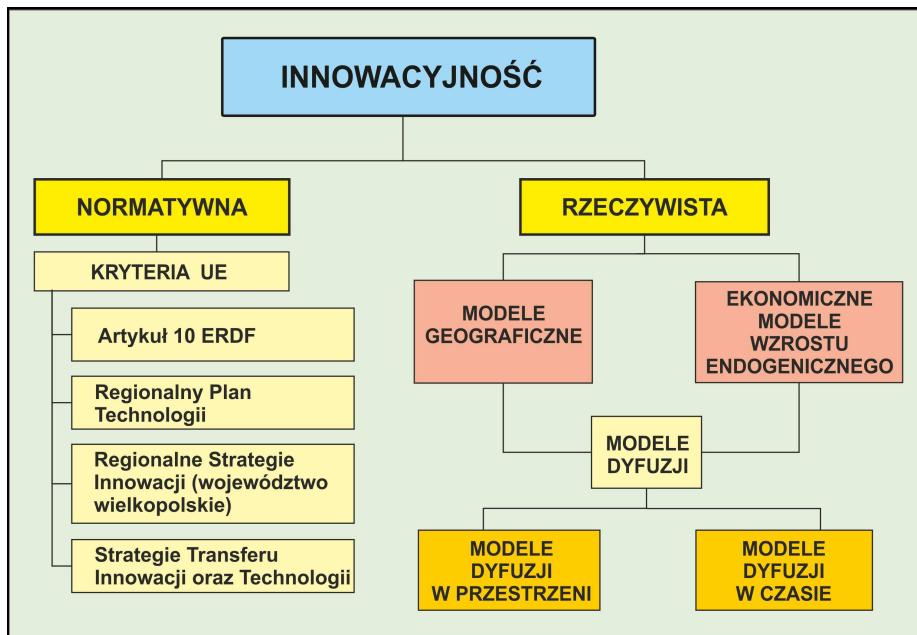 INNOWACYJNOŚĆ
NORMATYWNA
RZECZYWISTA
KRYTERIA UE
Artykuł 10 ERDF
Regionalny Plan
Technologii
Regionalne Strategie
Innowacji (województwo
wielkopolskie)
Strategie Transferu
Innowacji oraz Technologii
MODELE
GEOGRAFICZNE
EKONOMICZNE
MODELE
WZROSTU
ENDOGENICZNEGO
MODELE
DYFUZJI
MODELE
DYFUZJI
W PRZESTRZENI
MODELE
DYFUZJI
W CZASIE